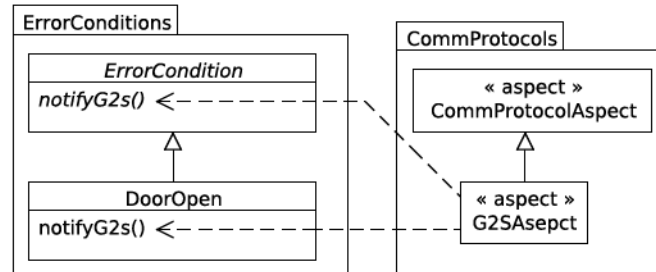 ErrorConditions
ErrorCondition
notifyG2s()
DoorOpen
notifyG2s()
CommProtocols
« aspect »
CommProtocolAspect
« aspect »
G2SAsepct